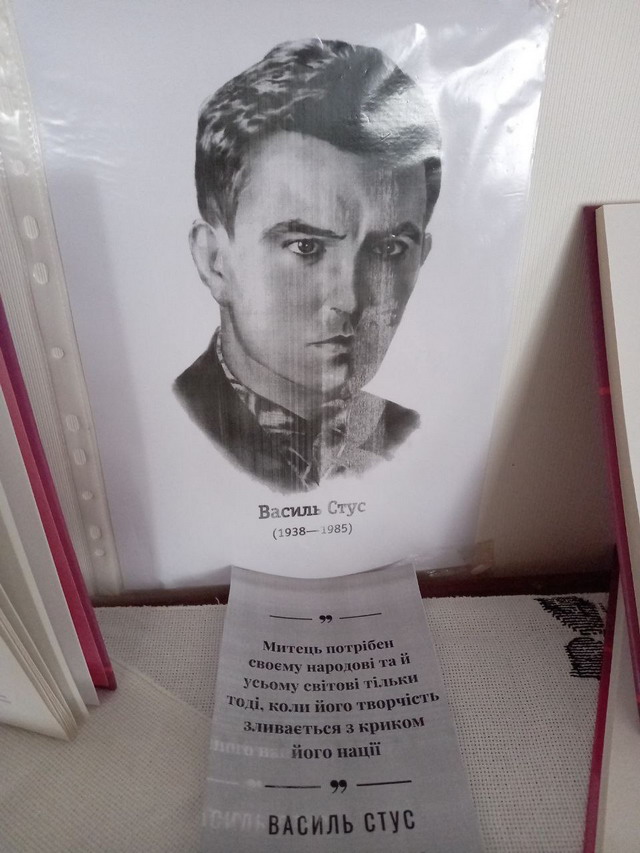 Василь Стус
(1938—1985)
"
Митець потрібен
своєму народові та й
усьому світові тільки
тоді, коли його творчість
зливається з криком
його нації
"
ВАСИЛЬ СТУС